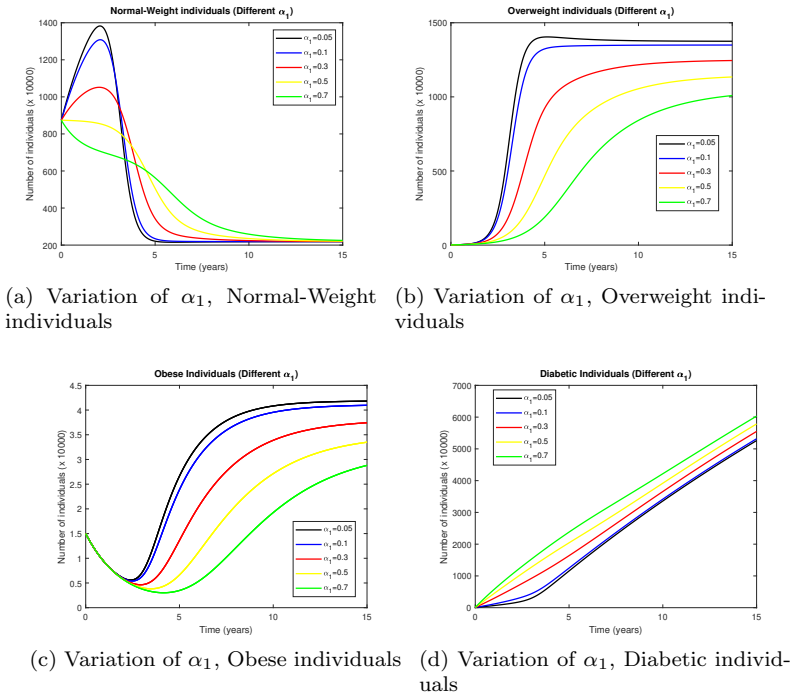 Normal-Weight individuals (Different α1)
Number of individuals (x 10000)
1400
1200
1000
800
600
400
200
0
5
10
15
Time (years)
α1=0.05
α1=0.1
α1=0.3
α1=0.5
α1=0.7
(a) Variation of α1, Normal-Weight
individuals
Overweight individuals (Different α1)
Number of individuals (x 10000)
1500
1000
500
0
0
5
10
15
Time (years)
α1=0.05
α1=0.1
α1=0.3
α1=0.5
α1=0.7
(b) Variation of α1, Overweight indi-
viduals
Obese Individuals (Different α1)
Number of individuals (x 10000)
4.5
4
3.5
3
2.5
2
1.5
1
0.5
0
0
5
10
15
Time (years)
α1=0.05
α1=0.1
α1=0.3
α1=0.5
α1=0.7
(c) Variation of α1, Obese individuals
Diabetic Individuals (Different α1)
Number of individuals (x 10000)
7000
6000
5000
4000
3000
2000
1000
0
0
5
10
15
Time (years)
α1=0.05
α1=0.1
α1=0.3
α1=0.5
α1=0.7
(d) Variation of α1, Diabetic individ-
uals